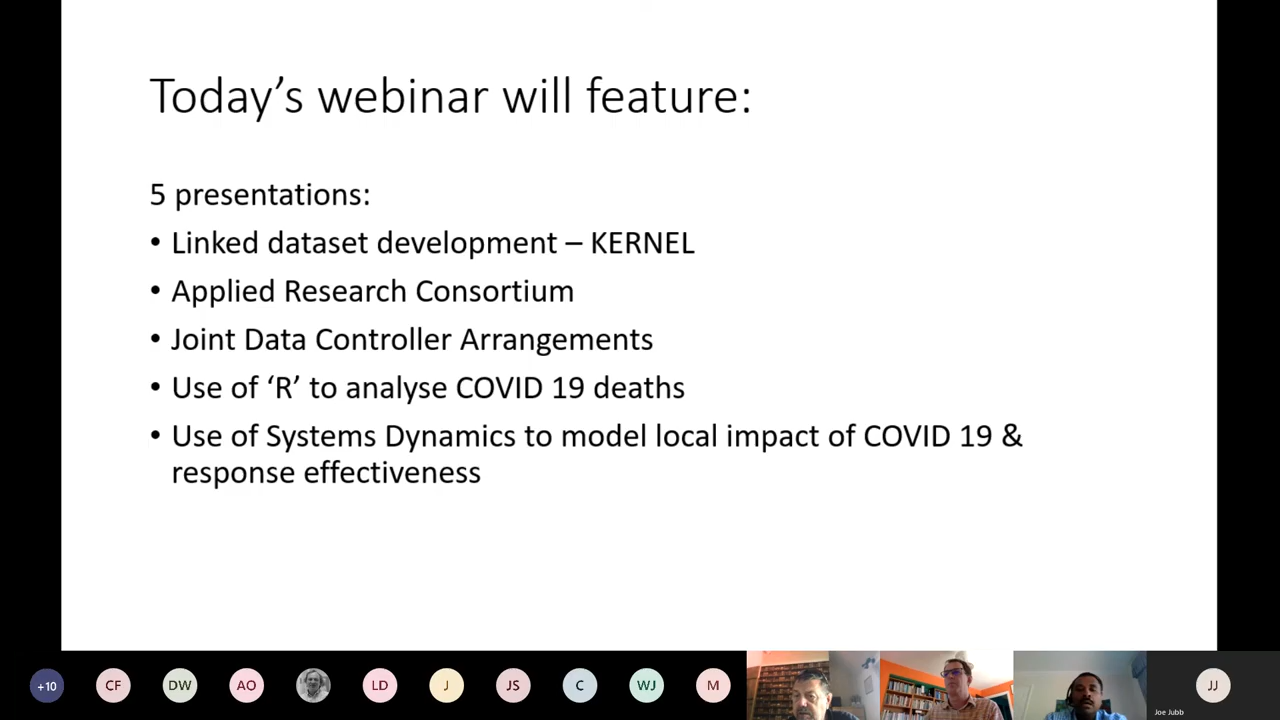 Today’s webinar will feature:
5 presentations:
• Linked dataset development – KERNEL
• Applied Research Consortium
• Joint Data Controller Arrangements
• Use of ‘R’ to analyse COVID 19 deaths
• Use of Systems Dynamics to model local impact of COVID 19 &
response effectiveness
+10 CF DW AO LD J JS C WJ M JJ
Joe Jubb